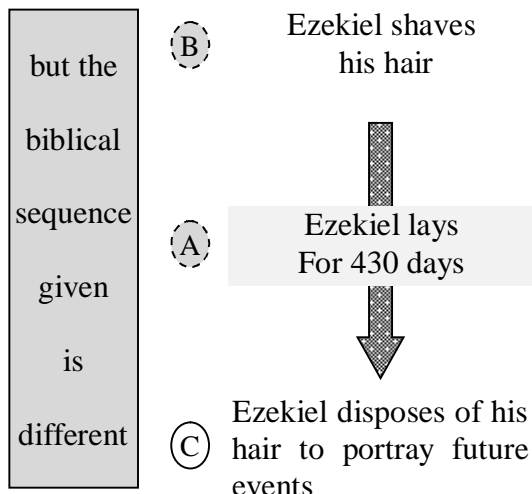 but the
biblical
sequence
given
is
different
B
Ezekiel shaves
his hair
A
Ezekiel lays
For 430 days
C
Ezekiel disposes of his
hair to portray future
events